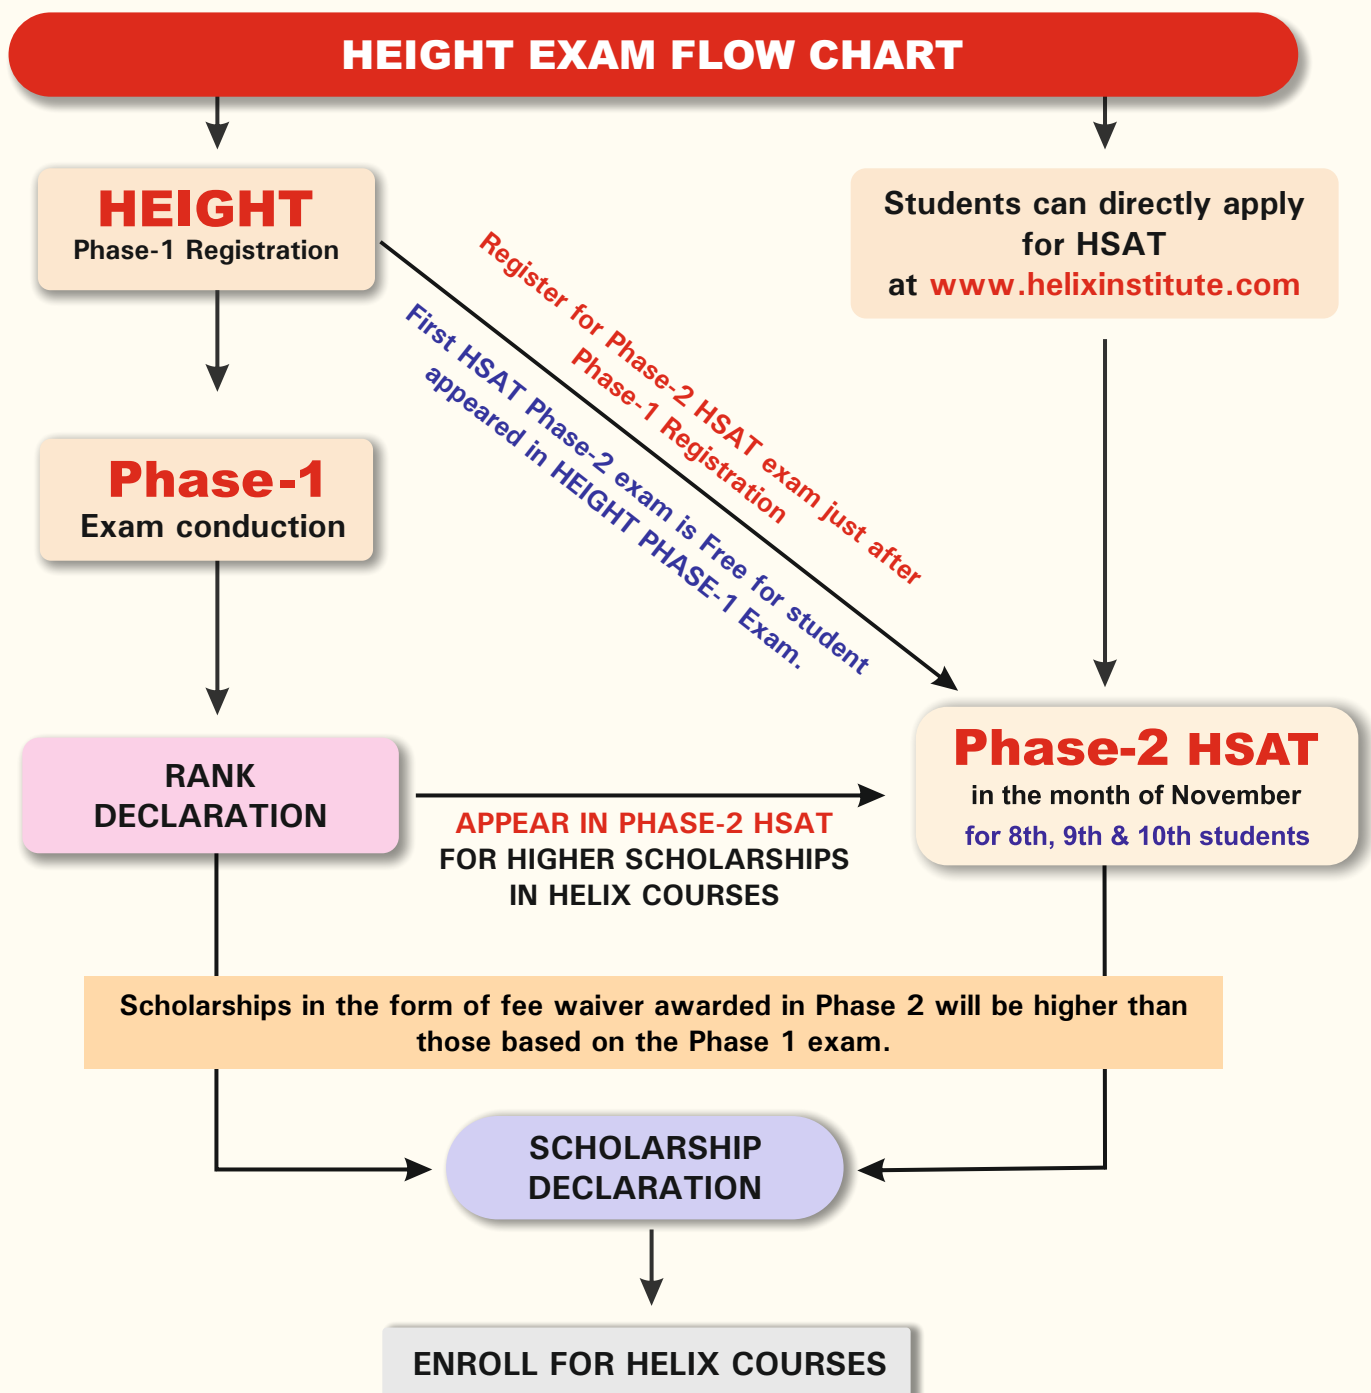 HEIGHT EXAM FLOW CHART
HEIGHT
Phase-1 Registration
Students can directly apply
for HSAT
at www.helixinstitute.com
Register for Phase-2 HSAT exam just after
Phase-1 Registration
First HSAT Phase-2 exam is Free for student
appeared in HEIGHT PHASE-1 Exam.
Phase-1
Exam conduction
RANK
DECLARATION
APPEAR IN PHASE-2 HSAT
FOR HIGHER SCHOLARSHIPS
IN HELIX COURSES
Phase-2 HSAT
in the month of November
for 8th, 9th & 10th students
Scholarships in the form of fee waiver awarded in Phase 2 will be higher than
those based on the Phase 1 exam.
SCHOLARSHIP
DECLARATION
ENROLL FOR HELIX COURSES